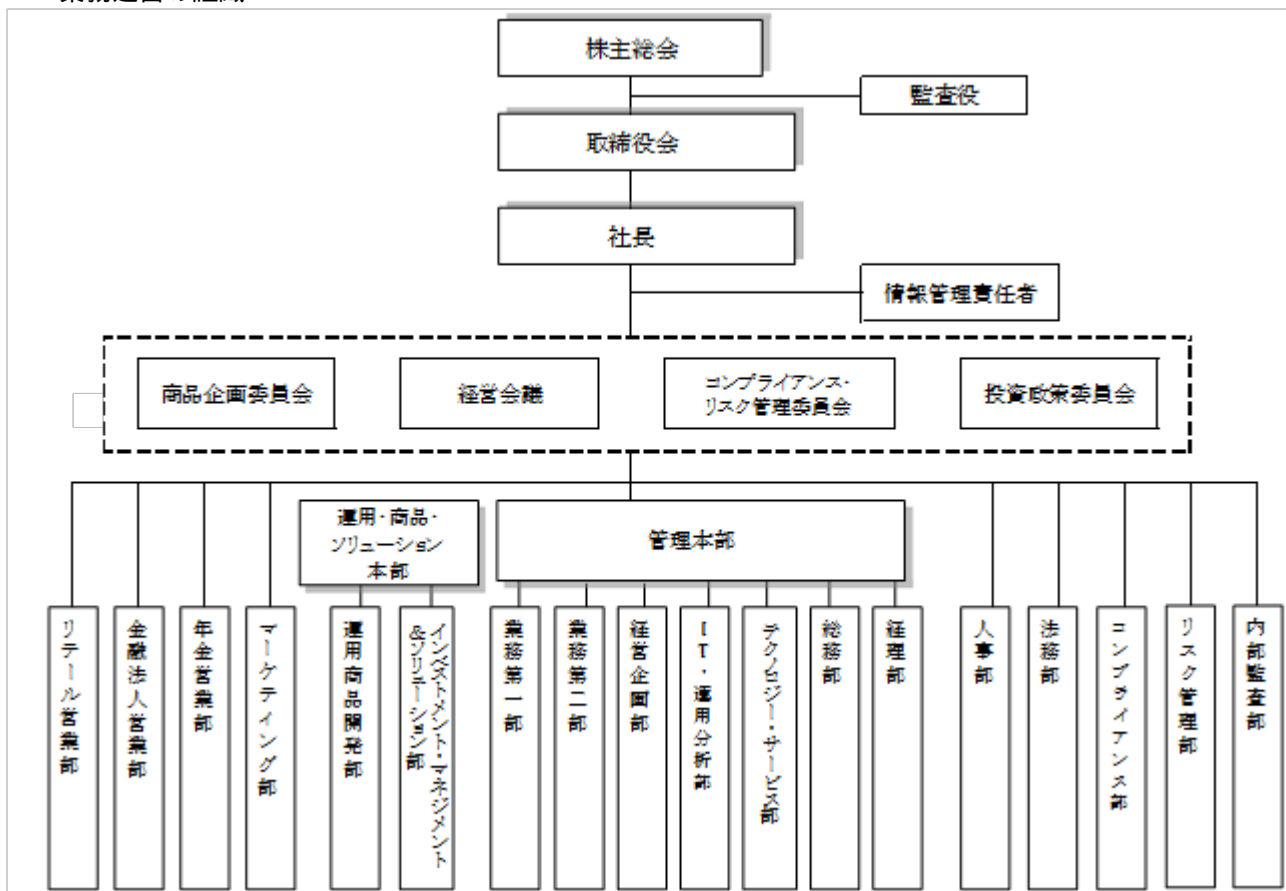 株主総会
監査役
取締役会
社長
情報管理責任者
商品企画委員会
経営会議
コンプライアンス・
リスク管理委員会
投資政策委員会
運用・商品・
ソリューション
本部
管理本部
リテール営業部
金融法人営業部
年金営業部
マーケティング部
運用商品開発部
インベストメント・マネジメント
&ソリューション部
業務第一部
業務第二部
経営企画部
IT・運用分析部
テクノロジー・サービス部
総務部
経理部
人事部
法務部
コンプライアンス部
リスク管理部
内部監査部